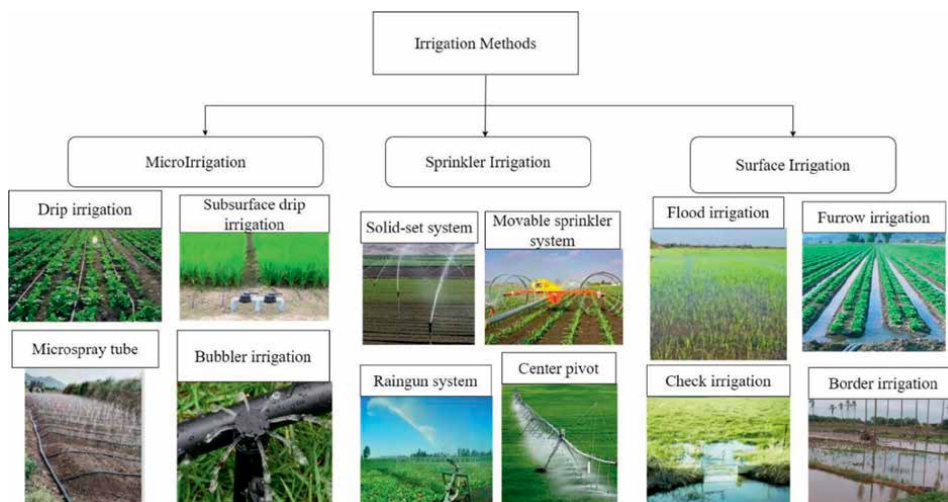 Irrigation Methods
MicroIrrigation
Sprinkler Irrigation
Surface Irrigation
Drip irrigation
Subsurface drip
irrigation
Solid-set system
Movable sprinkler
system
Flood irrigation
Furrow irrigation
Microspray tube
Bubbler irrigation
Raingun system
Center pivot
Check irrigation
Border irrigation